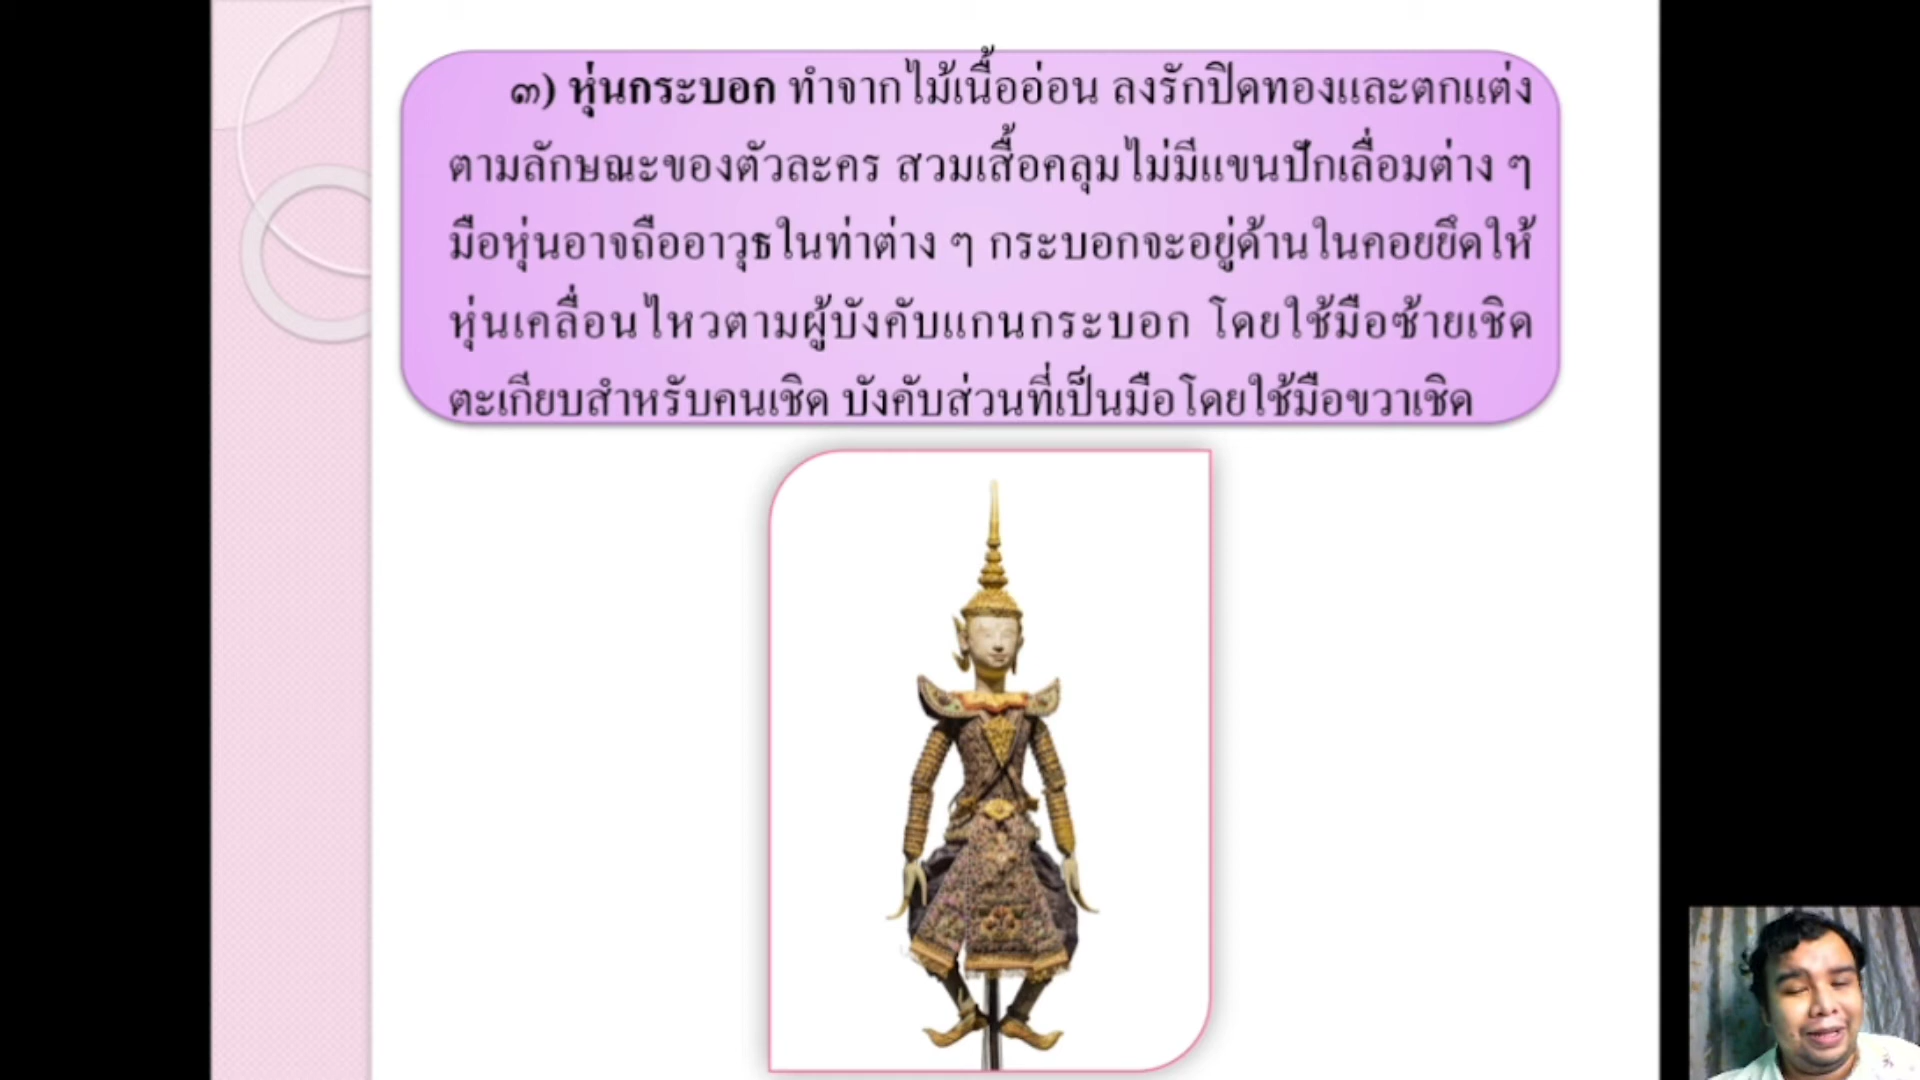 ๓) หุ่นกระบอก ทำจากไม้เนื้ออ่อน ลงรักปิดทองและตกแต่ง
ตามลักษณะของตัวละคร สวมเสื้อคลุมไม่มีแขนปักเลื่อมต่าง ๆ
มือหุ่นอาจถืออาวุธในท่าต่าง ๆ กระบอกจะอยู่ด้านในคอยยึดให้
หุ่นเคลื่อนไหวตามผู้บังคับแกนกระบอก โดยใช้มือซ้ายเชิด
ตะเกียบสำหรับคนเชิด บังคับส่วนที่เป็นมือโดยใช้มือขวาเชิด